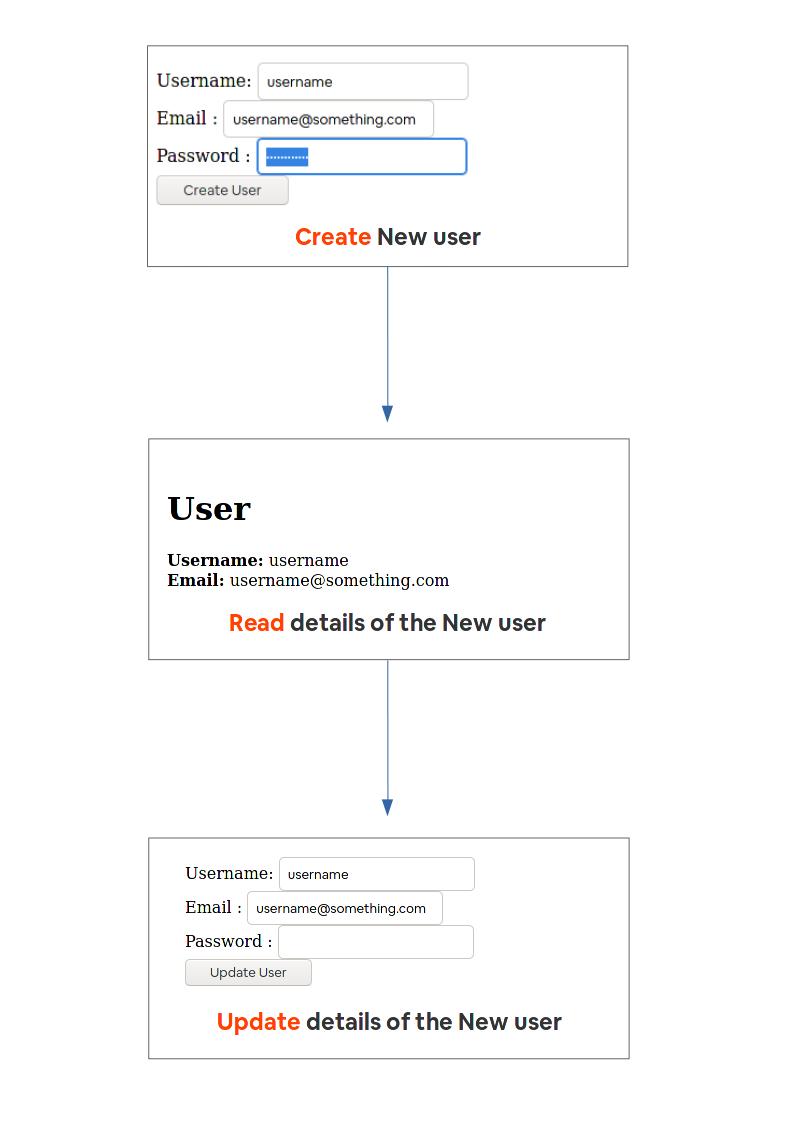 Username: username
Email : username@something.com
Password : ···········
Create User
Create New user
User
Username: username
Email: username@something.com
Read details of the New user
Username: username
Email : username@something.com
Password :
Update User
Update details of the New user